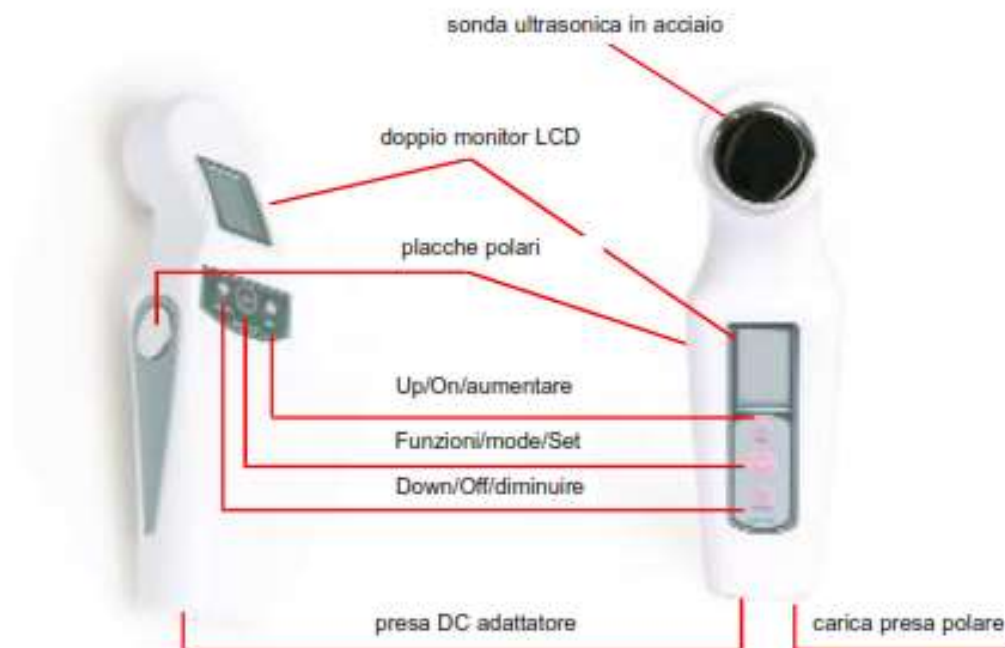 sonda ultrasonica in acciaio
doppio monitor LCD
placche polari
Up/On/aumentare
Funzioni/mode/Set
Down/Off/diminuire
presa DC adattatore
carica presa polare